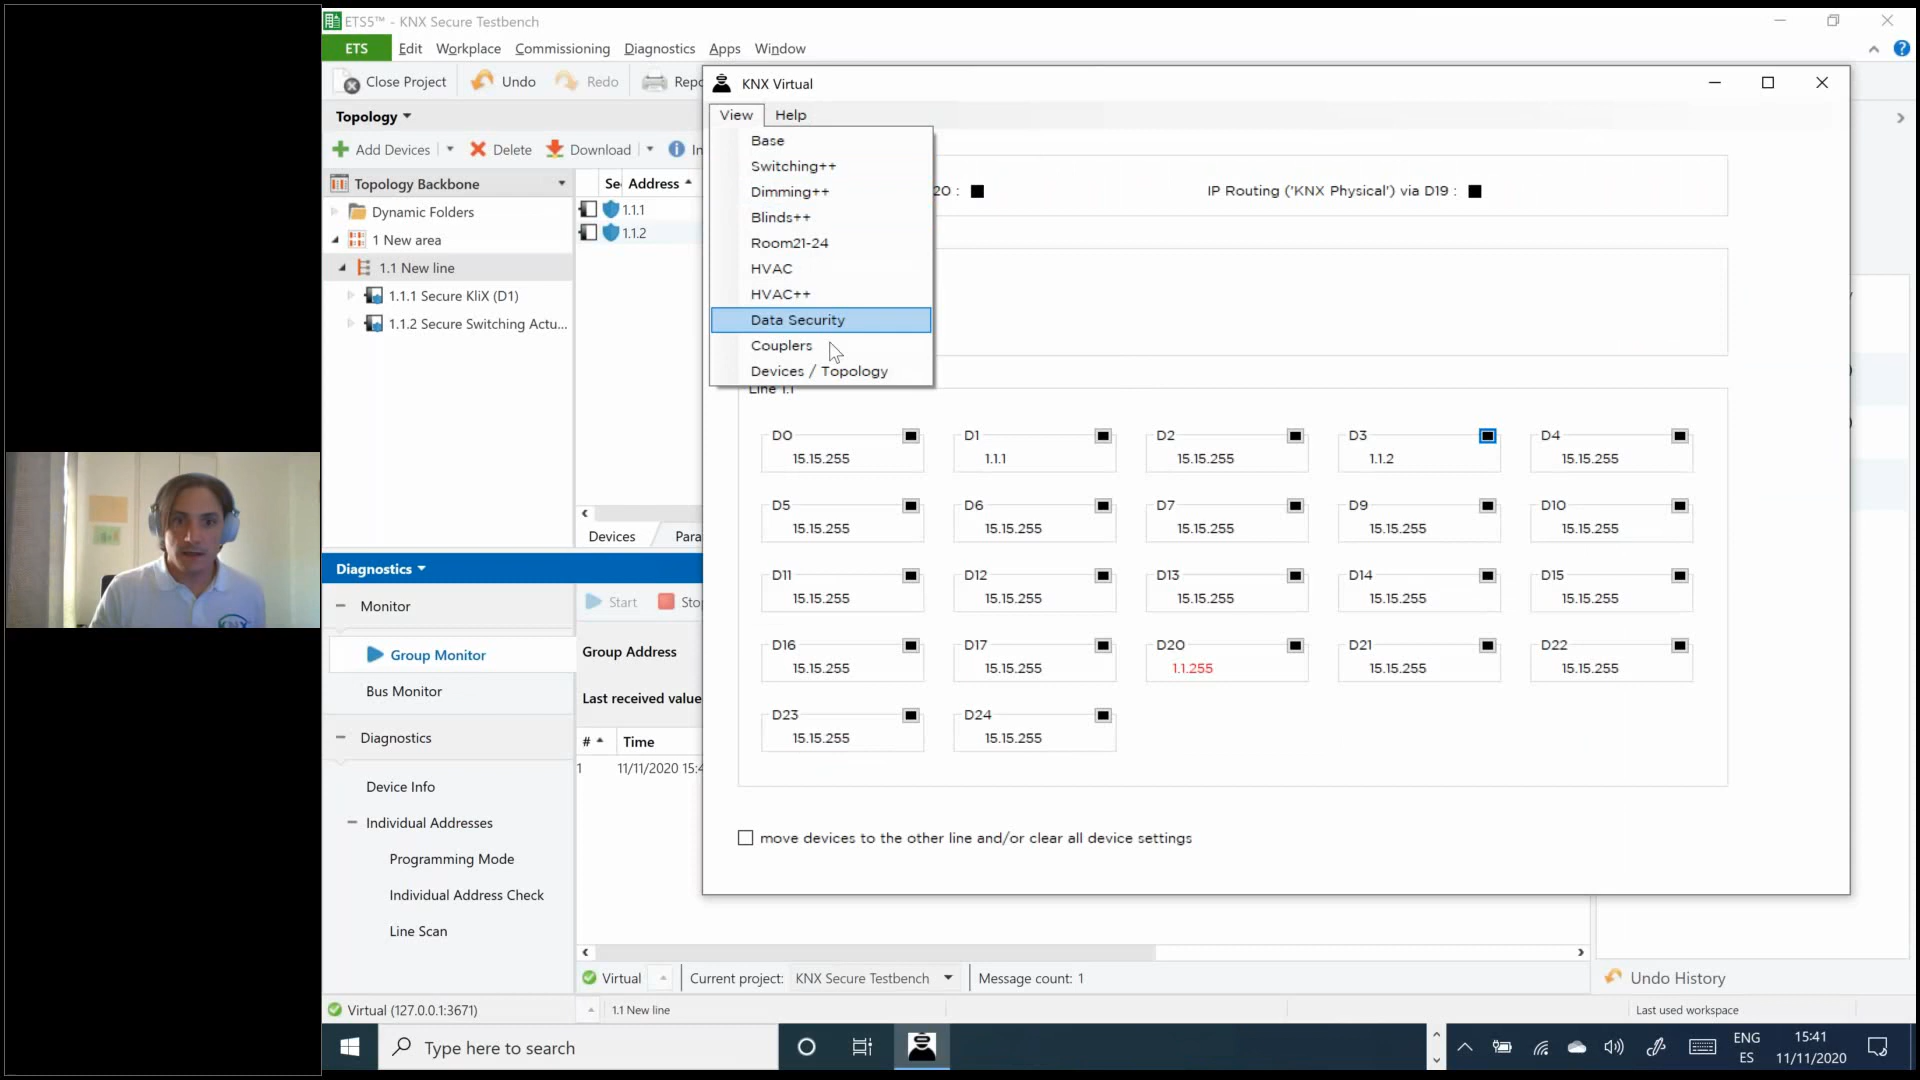 ETS5™ - KNX Secure Testbench
ETS Edit Workplace Commissioning Diagnostics Apps Window
Close Project Undo Redo Repo
Topology
Add Devices Delete Download In
Topology Backbone
Dynamic Folders
1 New area
1.1 New line
1.1.1 Secure KliX (D1)
1.1.2 Secure Switching Actu...
Se Address
1.1.1
1.1.2
Devices Para
KNX Virtual
View Help
Base
Switching++
Dimming++
Blinds++
Room21-24
HVAC
HVAC++
Data Security
Couplers
Devices / Topology
20 :
IP Routing ('KNX Physical') via D19 :
Line 1.1
D0 D1 D2 D3 D4
15.15.255 1.1.1 15.15.255 1.1.2 15.15.255
D5 D6 D7 D9 D10
15.15.255 15.15.255 15.15.255 15.15.255 15.15.255
D11 D12 D13 D14 D15
15.15.255 15.15.255 15.15.255 15.15.255 15.15.255
D16 D17 D20 D21 D22
15.15.255 15.15.255 1.1.255 15.15.255 15.15.255
D23 D24
15.15.255 15.15.255
move devices to the other line and/or clear all device settings
Diagnostics
Monitor
Group Monitor
Bus Monitor
Diagnostics
Device Info
Individual Addresses
Programming Mode
Individual Address Check
Line Scan
Start Stop
Group Address
Last received value
# Time
1 11/11/2020 15:4
KNX
Virtual Current project: KNX Secure Testbench Message count: 1
Undo History
Virtual (127.0.0.1:3671) 1.1 New line Last used workspace
Type here to search
ENG
ES
15:41
11/11/2020